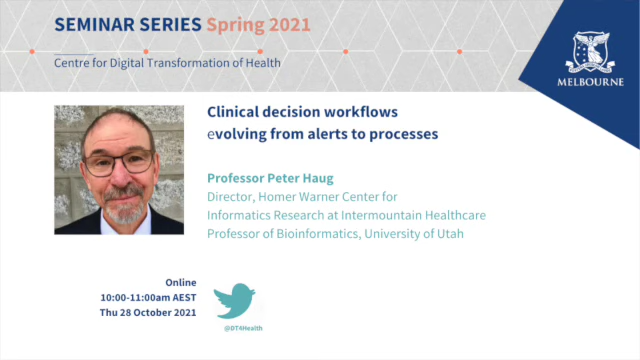 SEMINAR SERIES Spring 2021
Centre for Digital Transformation of Health
MELBOURNE
Clinical decision workflows
evolving from alerts to processes
Professor Peter Haug
Director, Homer Warner Center for
Informatics Research at Intermountain Healthcare
Professor of Bioinformatics, University of Utah
Online
10:00-11:00am AEST
Thu 28 October 2021
@DT4Health